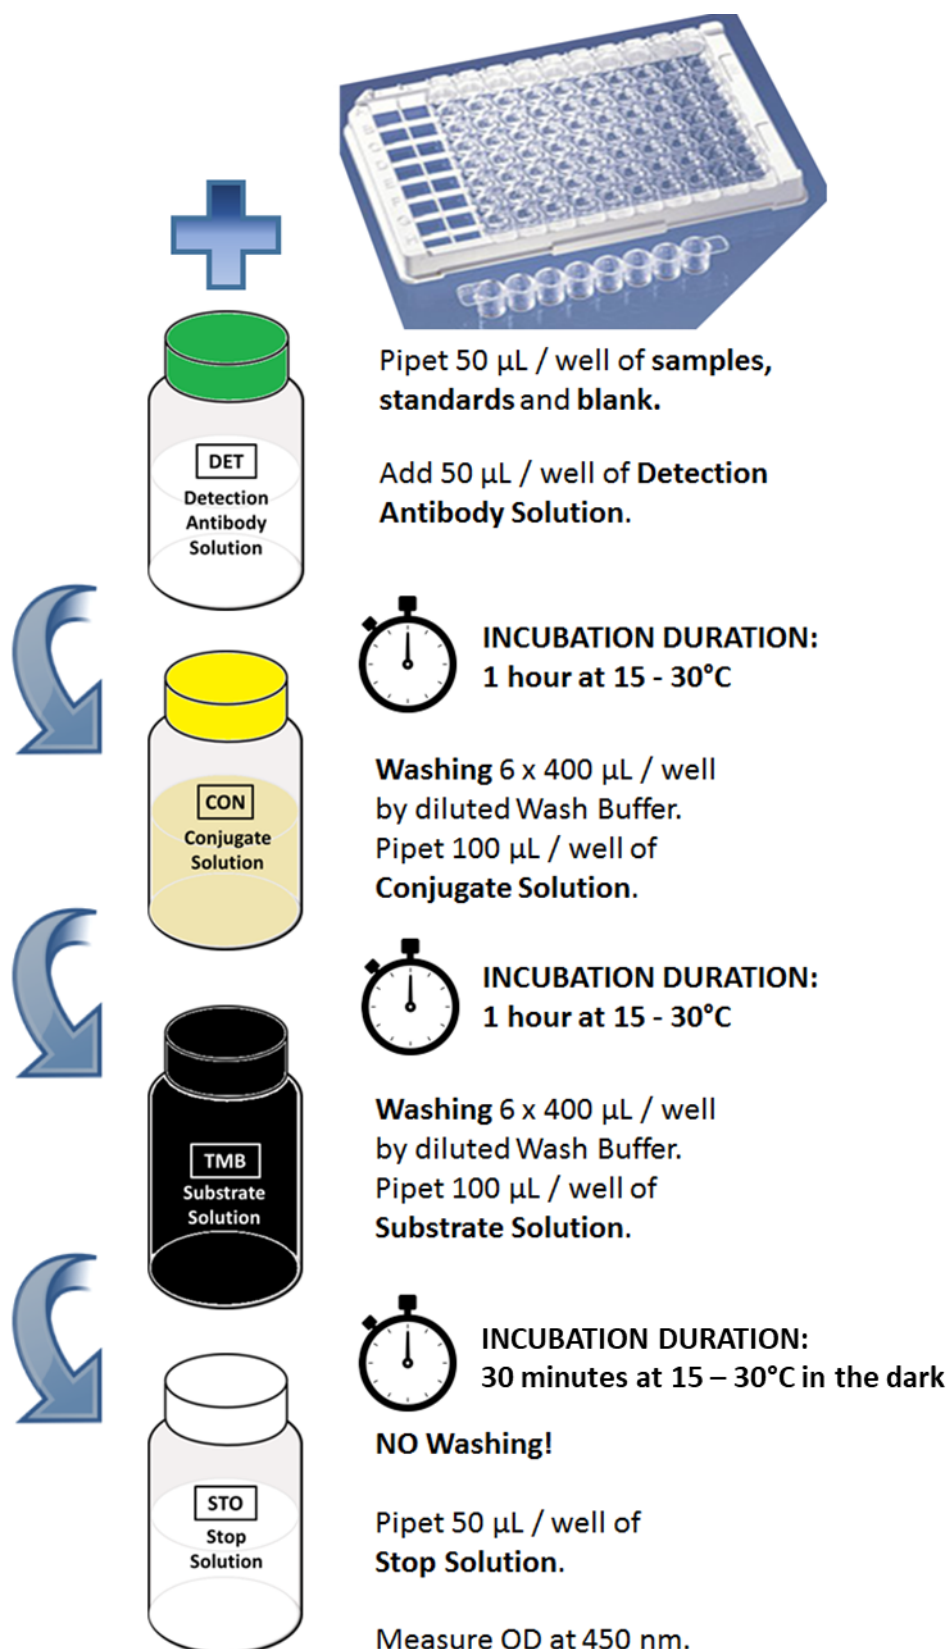 Pipet 50 µL / well of samples,
standards and blank.
Add 50 µL / well of Detection
Antibody Solution.
DET
Detection
Antibody
Solution
INCUBATION DURATION:
1 hour at 15 - 30°C
Washing 6 x 400 µL / well
by diluted Wash Buffer.
Pipet 100 µL / well of
Conjugate Solution.
CON
Conjugate
Solution
INCUBATION DURATION:
1 hour at 15 - 30°C
Washing 6 x 400 µL / well
by diluted Wash Buffer.
Pipet 100 µL / well of
Substrate Solution.
TMB
Substrate
Solution
INCUBATION DURATION:
30 minutes at 15 – 30°C in the dark
NO Washing!
Pipet 50 µL / well of
Stop Solution.
STO
Stop
Solution
Measure OD at 450 nm.